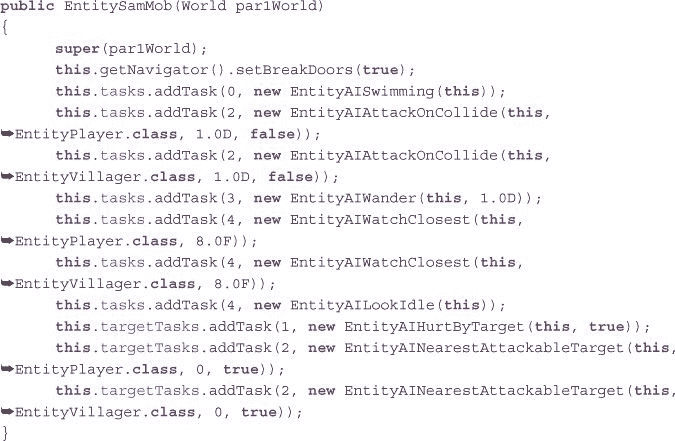 public EntitySamMob(World par1World)
{
super(par1World);
this.getNavigator().setBreakDoors(true);
this.tasks.addTask(0, new EntityAISwimming(this));
this.tasks.addTask(2, new EntityAIAttackOnCollide(this,
➥EntityPlayer.class, 1.0D, false));
this.tasks.addTask(2, new EntityAIAttackOnCollide(this,
➥EntityVillager.class, 1.0D, false));
this.tasks.addTask(3, new EntityAIWander(this, 1.0D));
this.tasks.addTask(4, new EntityAIWatchClosest(this,
➥EntityPlayer.class, 8.0F));
this.tasks.addTask(4, new EntityAIWatchClosest(this,
➥EntityVillager.class, 8.0F));
this.tasks.addTask(4, new EntityAILookIdle(this));
this.targetTasks.addTask(1, new EntityAIHurtByTarget(this, true));
this.targetTasks.addTask(2, new EntityAINearestAttackableTarget(this,
➥EntityPlayer.class, 0, true));
this.targetTasks.addTask(2, new EntityAINearestAttackableTarget(this,
➥EntityVillager.class, 0, true));
}